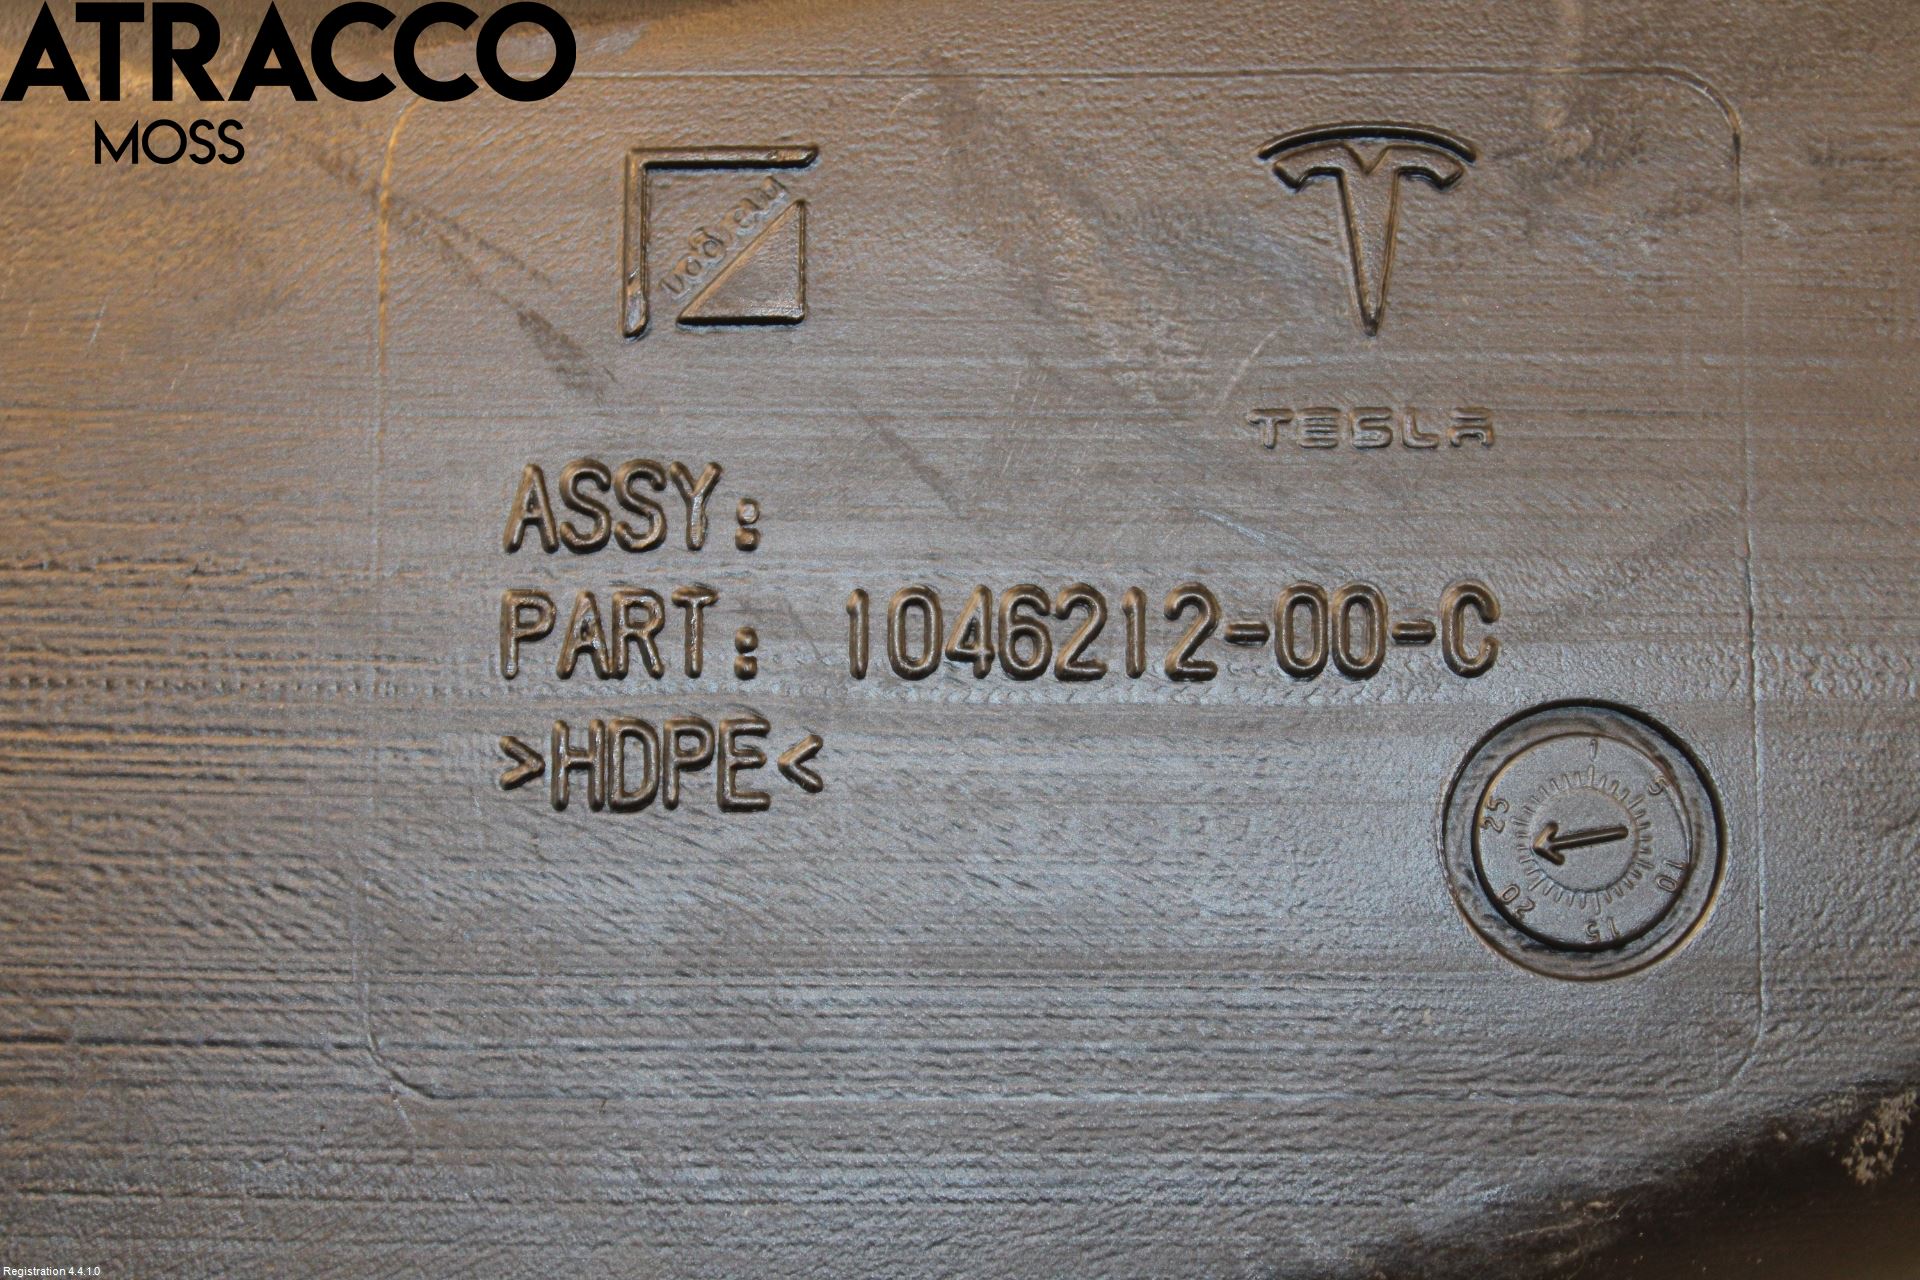 ATRACCO
MOSS
TESLA
ASSY:
PART: 1046212-00-C
>HDPE<
1
5
10
15
20
25
Registration 4.4.1.0